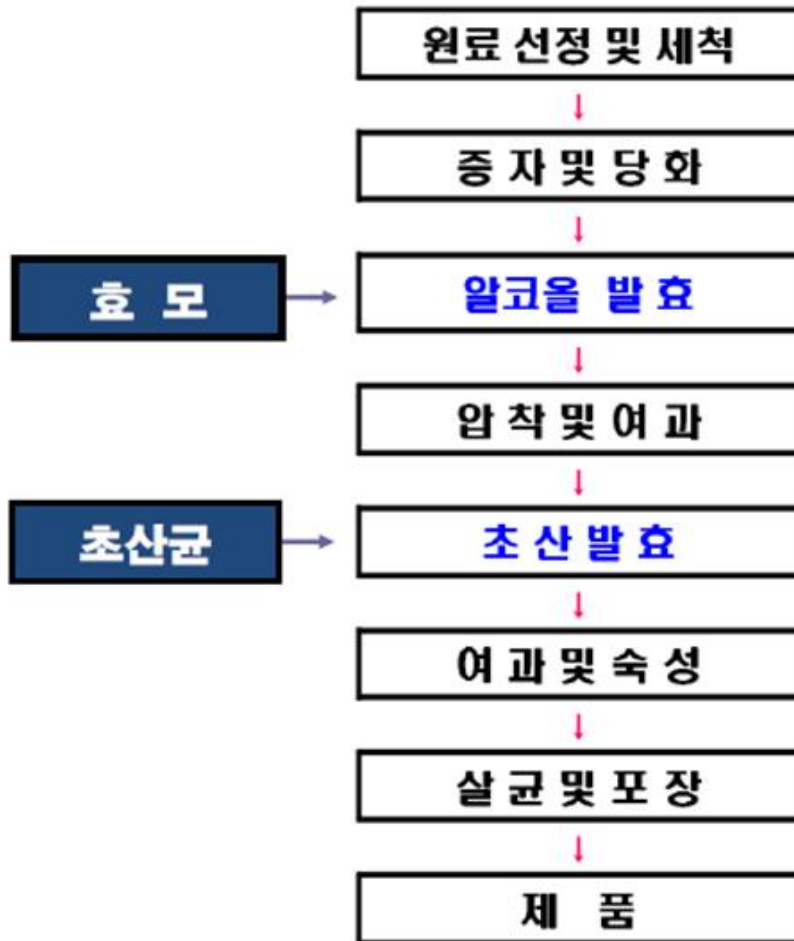 원료 선정 및 세척
증 자 및 당 화
효 모
알코올 발 효
압 착 및 여 과
초산균
초 산 발 효
여 과 및 숙 성
살 균 및 포 장
제 품